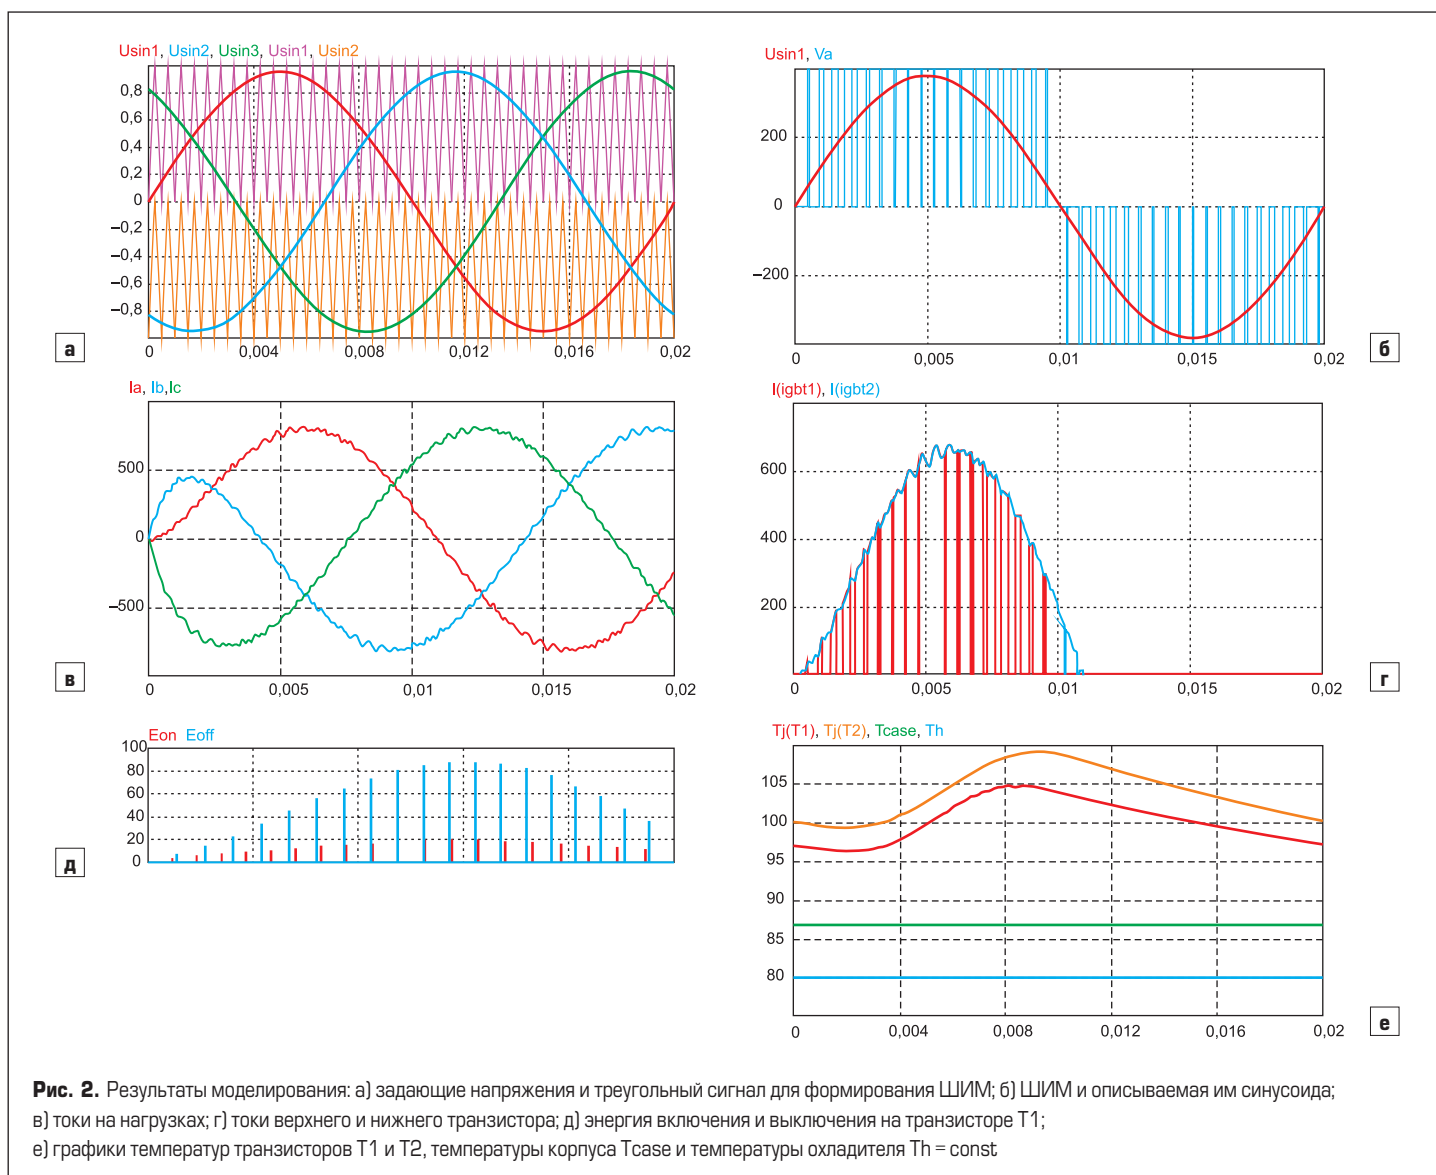 Usin1, Usin2, Usin3, Usin1, Usin2
0,8
0,6
0,4
0,2
0
–0,2
–0,4
–0,6
–0,8
0 0,004 0,008 0,012 0,016 0,02
а
Usin1, Va
200
0
–200
0 0,005 0,01 0,015 0,02
б
Ia, Ib,Ic
500
0
–500
0 0,005 0,01 0,015 0,02
в
I(igbt1), I(igbt2)
600
400
200
0 0,005 0,01 0,015 0,02
г
Eon Eoff
100
80
60
40
20
0
д
Tj(T1), Tj(T2), Tcase, Th
105
100
95
90
85
80
0 0,004 0,008 0,012 0,016 0,02
е
Рис. 2. Результаты моделирования: а) задающие напряжения и треугольный сигнал для формирования ШИМ; б) ШИМ и описываемая им синусоида;
в) токи на нагрузках; г) токи верхнего и нижнего транзистора; д) энергия включения и выключения на транзисторе Т1;
е) графики температур транзисторов Т1 и Т2, температуры корпуса Tcase и температуры охладителя Th = const